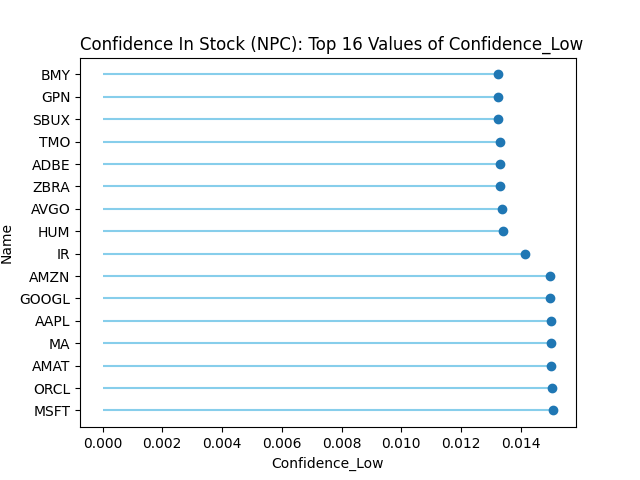 Confidence In Stock (NPC): Top 16 Values of Confidence_Low
BMY
GPN
SBUX
TMO
ADBE
ZBRA
AVGO
HUM
IR
AMZN
GOOGL
AAPL
MA
AMAT
ORCL
MSFT
Name
0.000 0.002 0.004 0.006 0.008 0.010 0.012 0.014
Confidence_Low